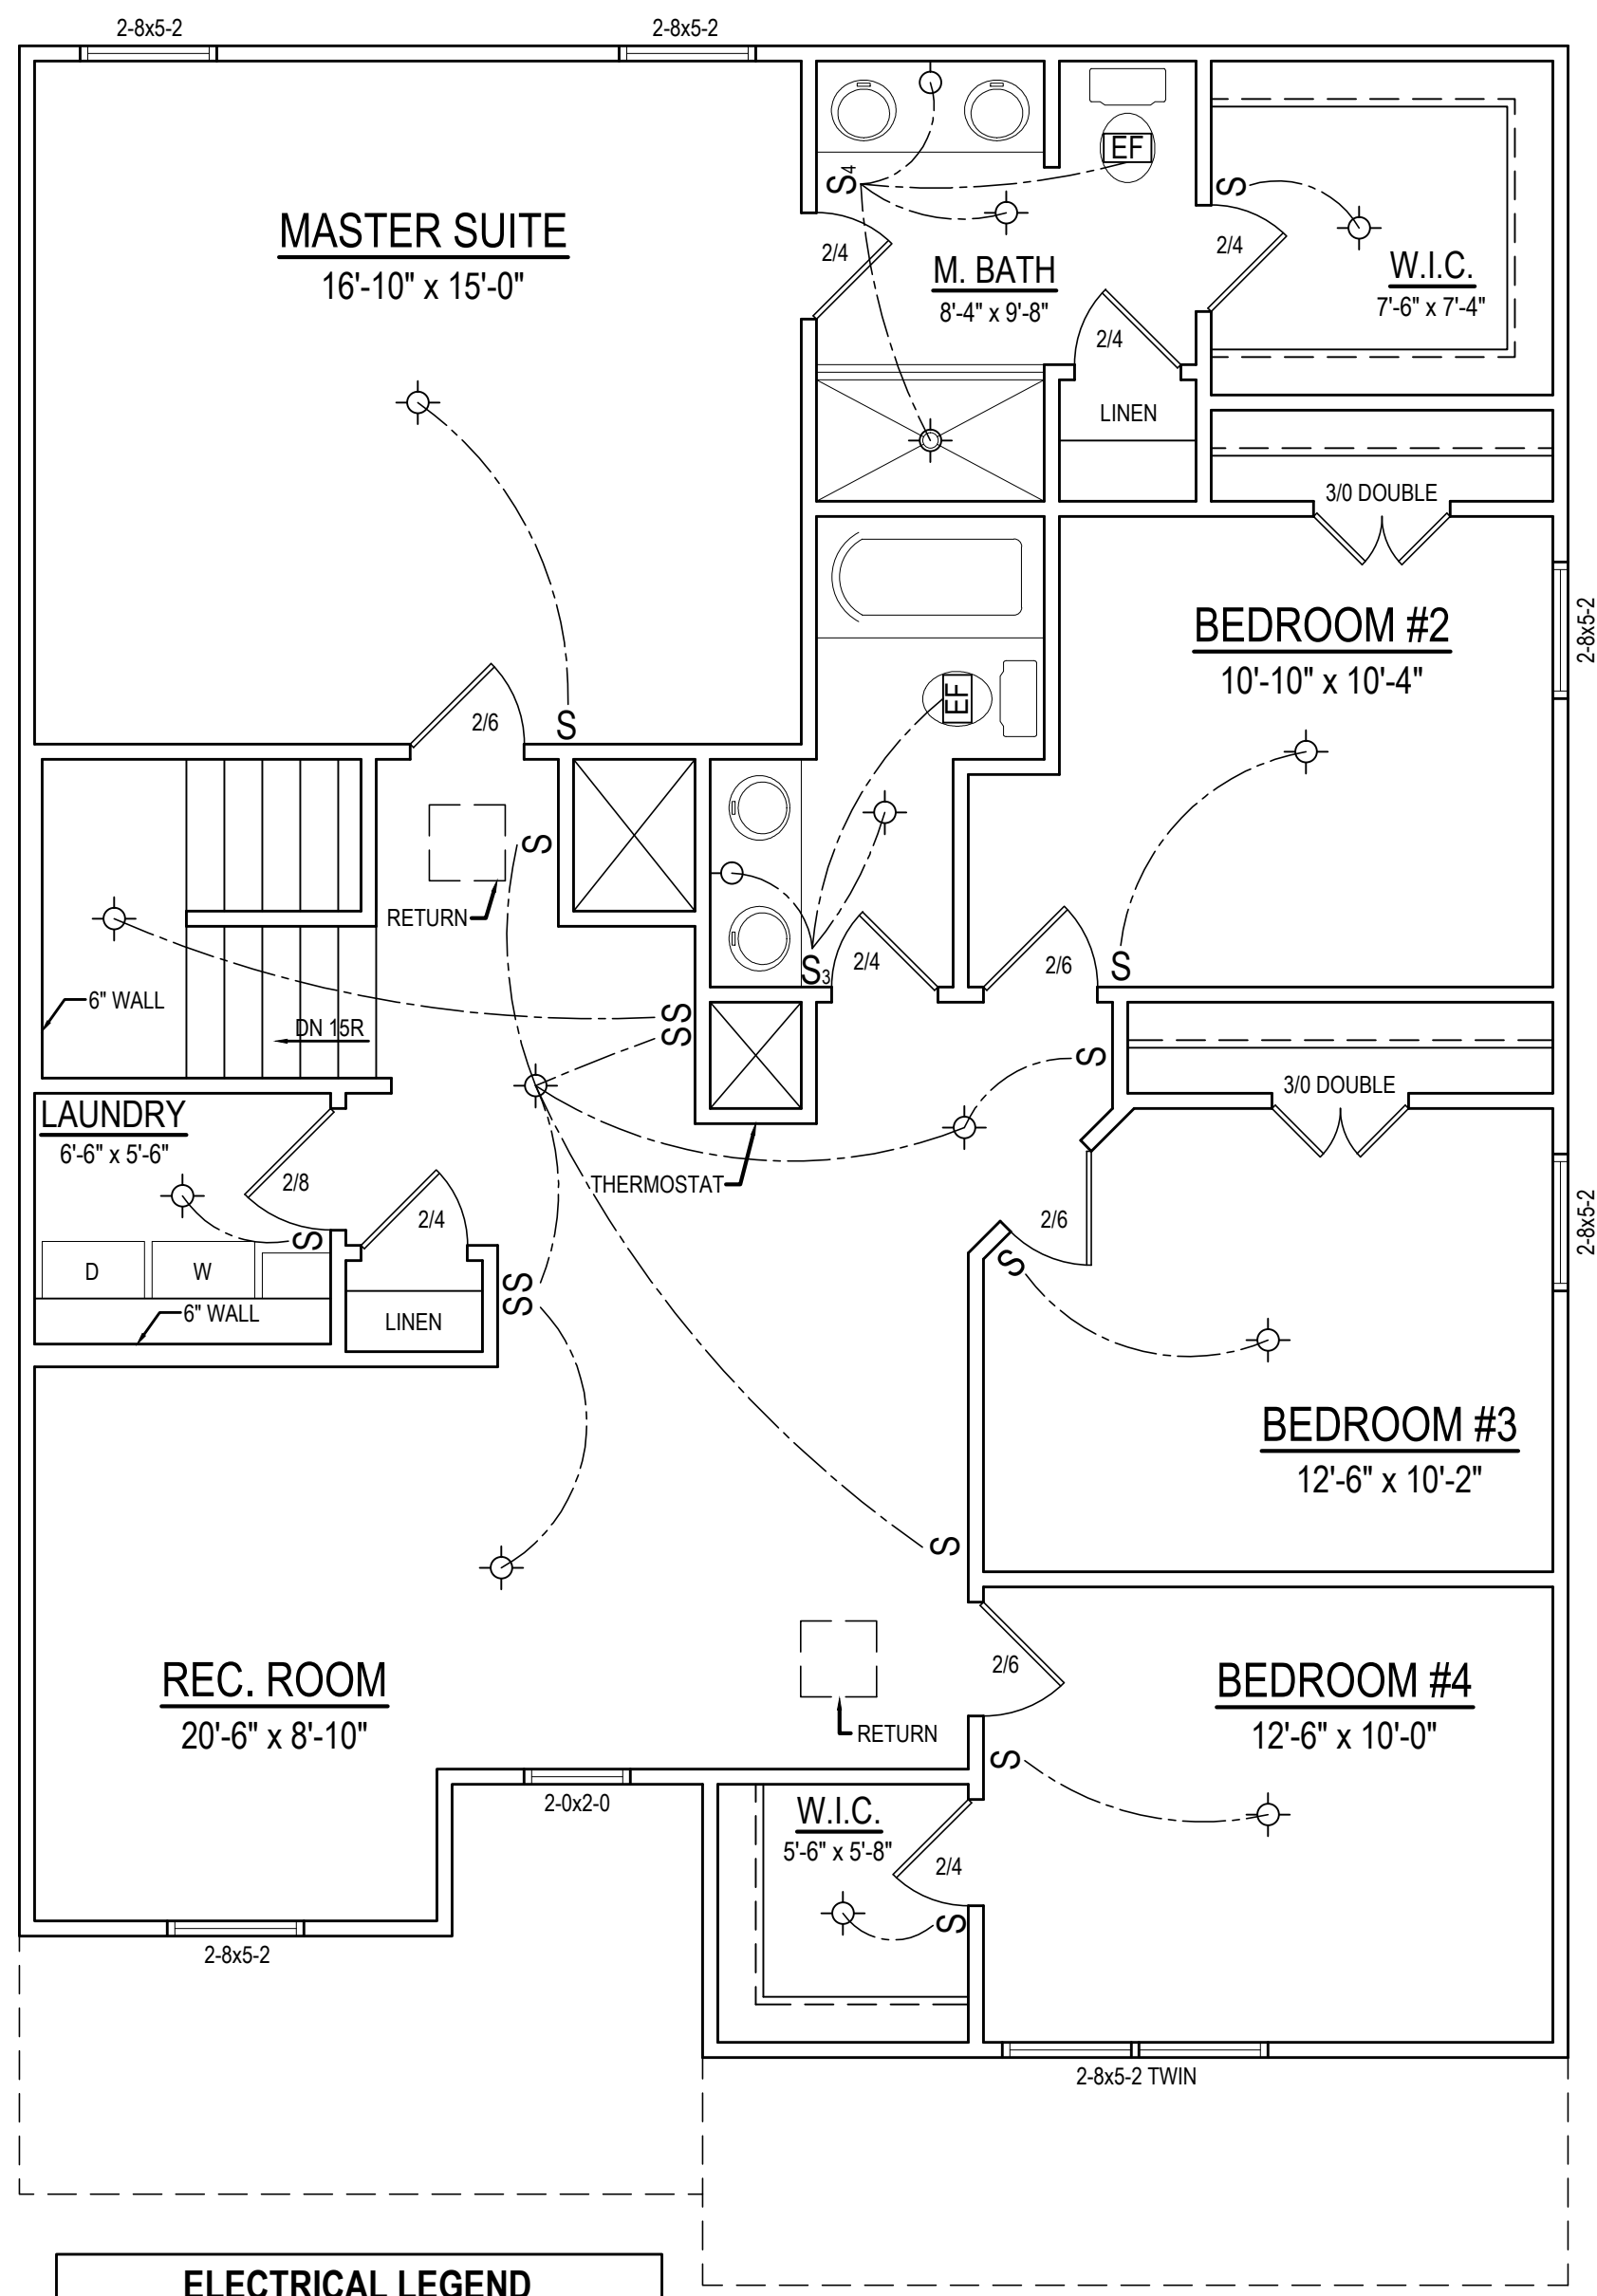 2-8x5-2
2-8x5-2
MASTER SUITE
16'-10" x 15'-0"
S4
EF
S
2/4
M. BATH
8'-4" x 9'-8"
2/4
W.I.C.
7'-6" x 7'-4"
2/4
LINEN
3/0 DOUBLE
BEDROOM #2
10'-10" x 10'-4"
2-8x5-2
EF
2/6
S
S
RETURN
S3
2/4
2/6
S
6" WALL
DN 15R
S
S
S
LAUNDRY
6'-6" x 5'-6"
2/8
S
D
W
6" WALL
2/4
LINEN
S
S
THERMOSTAT
3/0 DOUBLE
2/6
S
2-8x5-2
BEDROOM #3
12'-6" x 10'-2"
S
REC. ROOM
20'-6" x 8'-10"
RETURN
2/6
BEDROOM #4
12'-6" x 10'-0"
S
2-0x2-0
W.I.C.
5'-6" x 5'-8"
2/4
S
2-8x5-2
2-8x5-2 TWIN
ELECTRICAL LEGEND